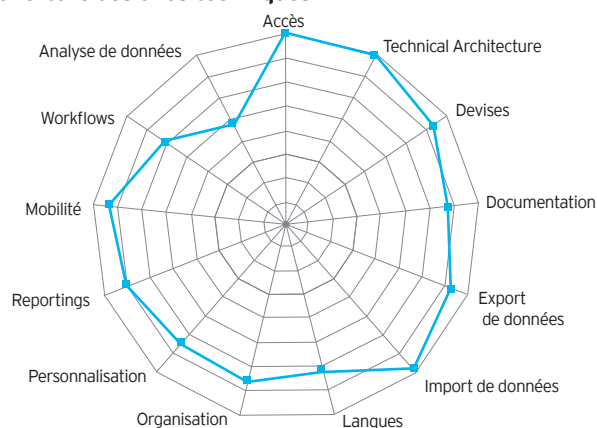 Accès
Technical Architecture
Devises
Documentation
Export
de données
Import de données
Langues
Organisation
Personnalisation
Reportings
Mobilité
Workflows
Analyse de données